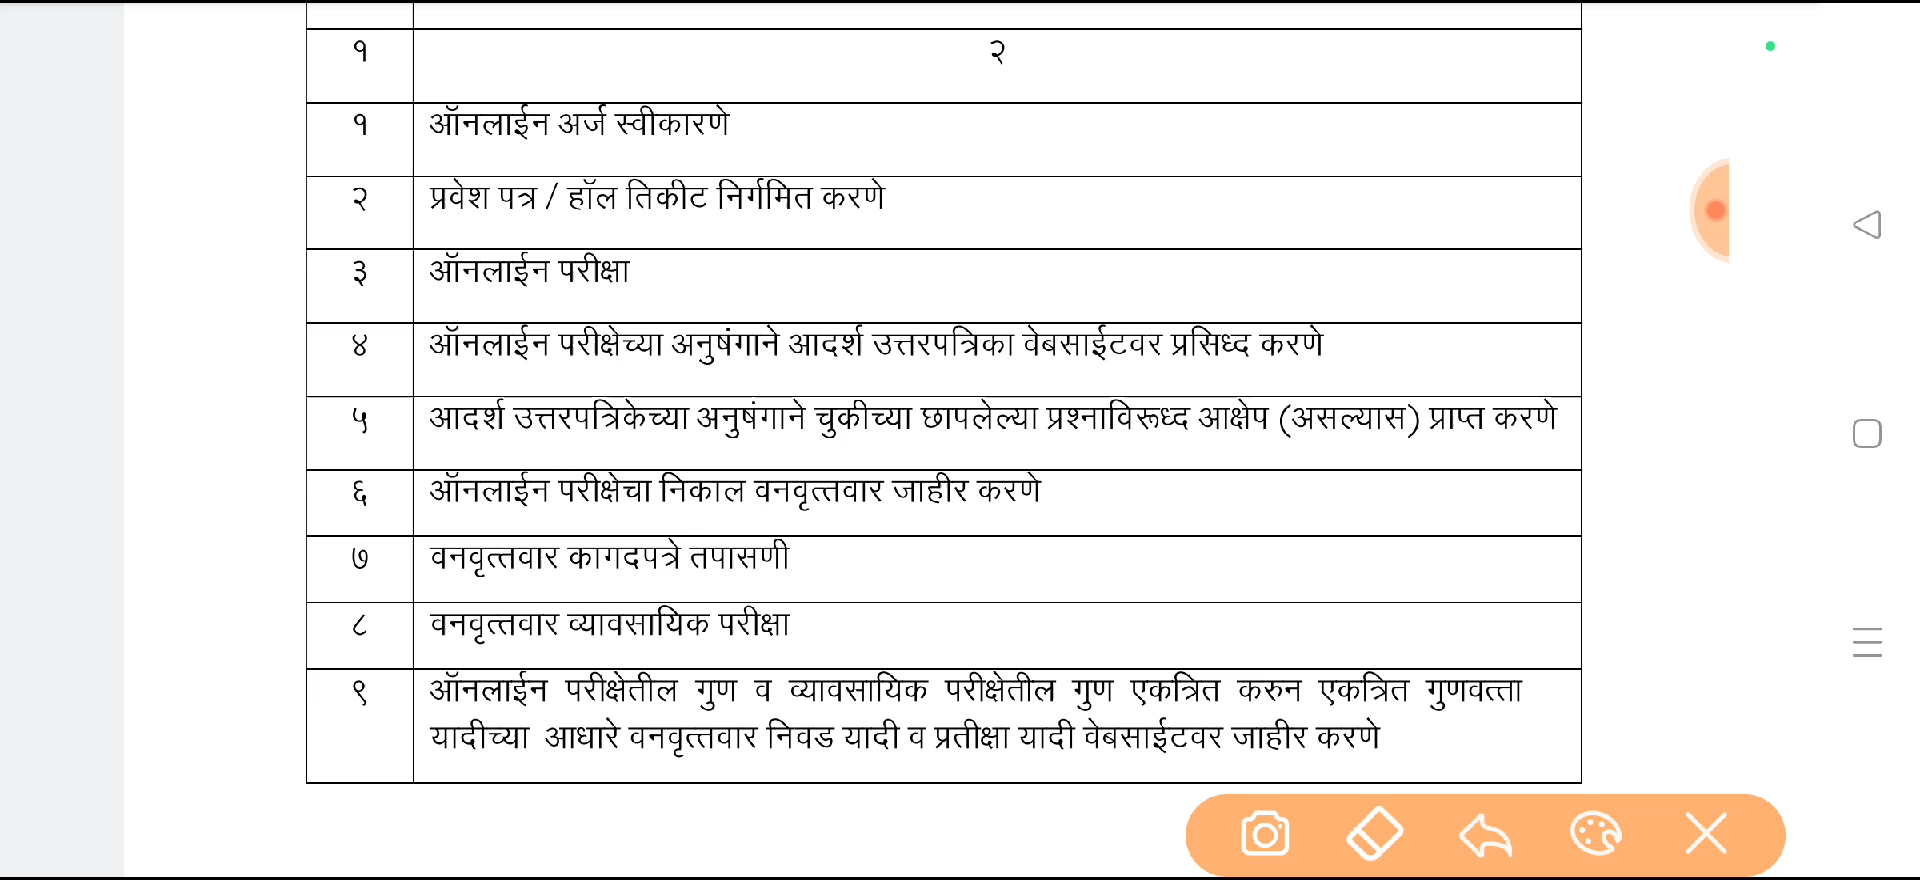 १ २
१ ऑनलाईन अर्ज स्वीकारणे
२ प्रवेश पत्र / हॉल तिकीट निर्गमित करणे
३ ऑनलाईन परीक्षा
४ ऑनलाईन परीक्षेच्या अनुषंगाने आदर्श उत्तरपत्रिका वेबसाईटवर प्रसिध्द करणे
५ आदर्श उत्तरपत्रिकेच्या अनुषंगाने चुकीच्या छापलेल्या प्रश्नाविरूध्द आक्षेप (असल्यास) प्राप्त करणे
६ ऑनलाईन परीक्षेचा निकाल वनवृत्तवार जाहीर करणे
७ वनवृत्तवार कागदपत्रे तपासणी
८ वनवृत्तवार व्यावसायिक परीक्षा
९ ऑनलाईन परीक्षेतील गुण व व्यावसायिक परीक्षेतील गुण एकत्रित करुन एकत्रित गुणवत्ता
यादीच्या आधारे वनवृत्तवार निवड यादी व प्रतीक्षा यादी वेबसाईटवर जाहीर करणे